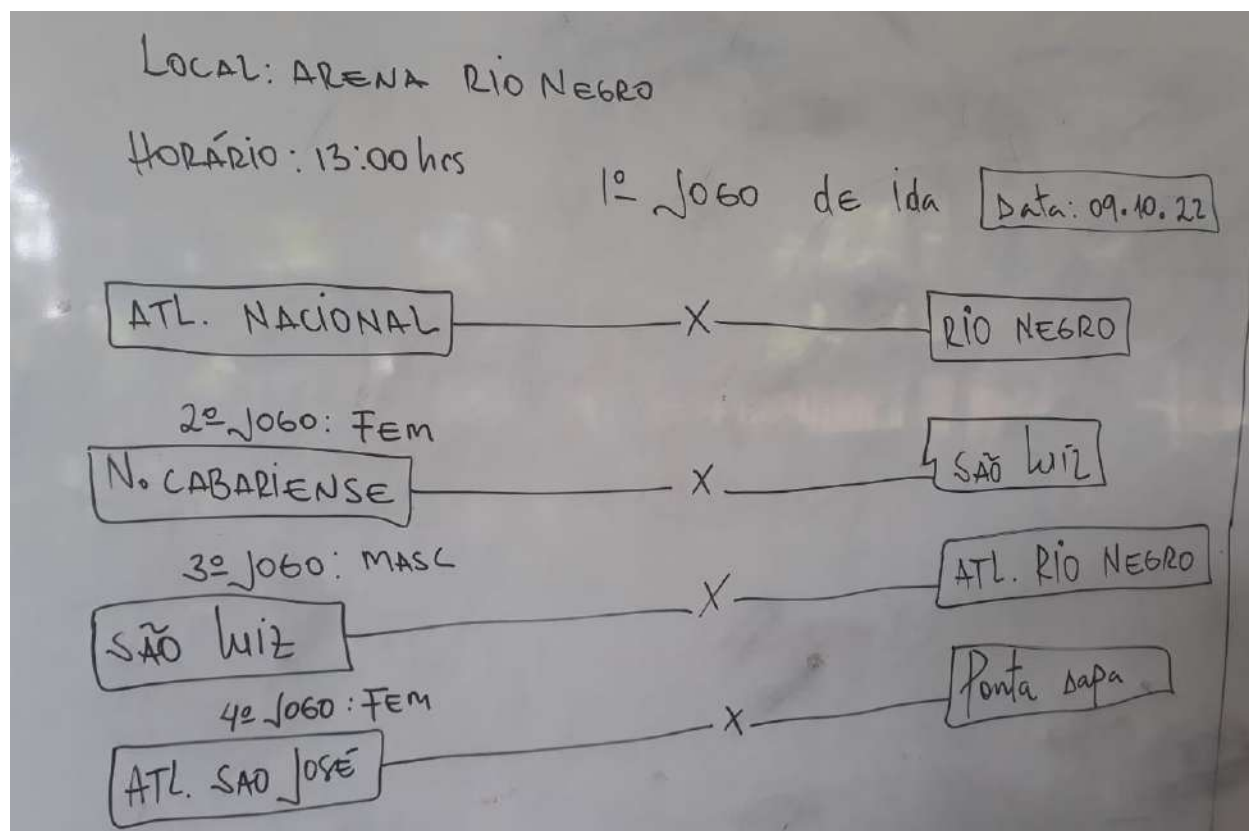 LOCAL: ARENA RIO NEGRO
HORÁRIO: 13:00 hrs
1º JOGO de ida Data: 09.10.22
ATL. NACIONAL X RIO NEGRO
2º JOGO: FEM
N. CABARIENSE X SÃO LUIZ
3º JOGO: MASC
SÃO LUIZ X ATL. RIO NEGRO
4º JOGO: FEM
ATL. SAO JOSÉ X Ponta dapa